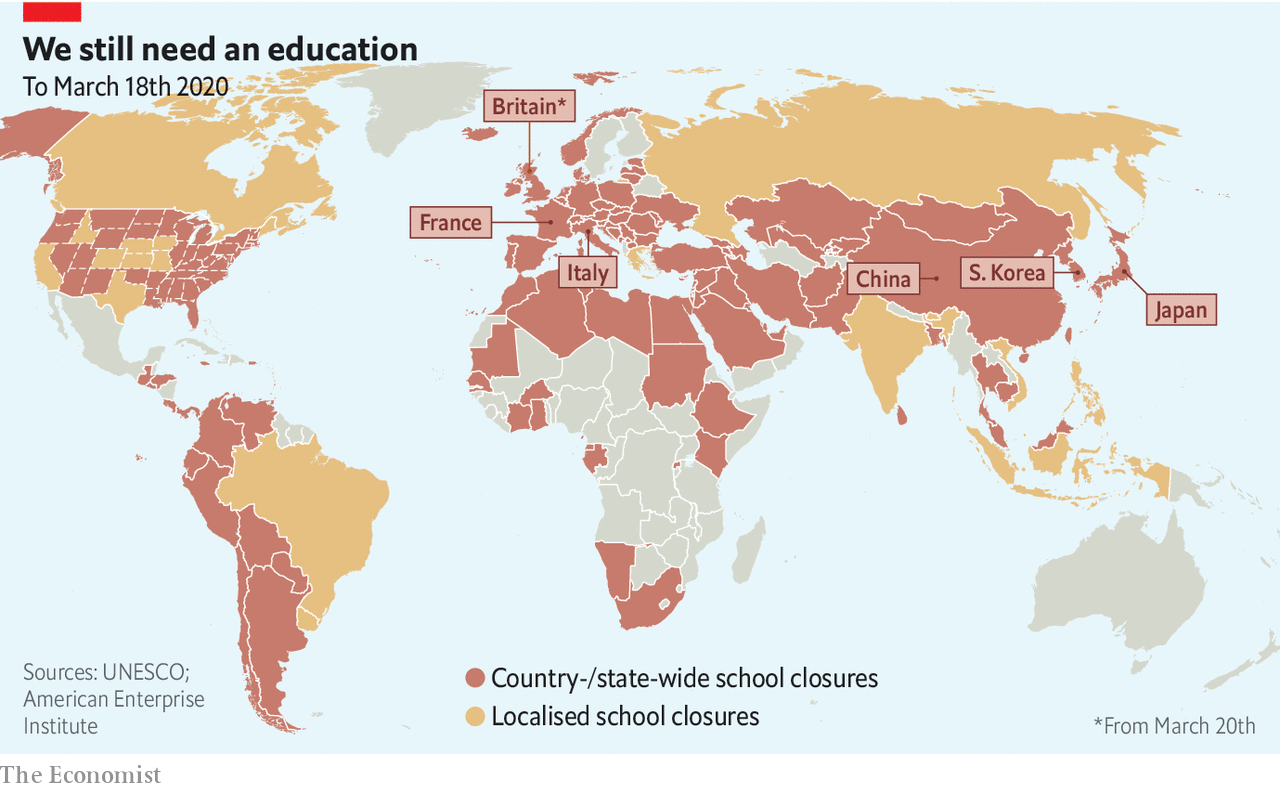 We still need an education
To March 18th 2020
Britain*
France
Italy
China
S. Korea
Japan
Country-/state-wide school closures
Localised school closures
Sources: UNESCO;
American Enterprise
Institute
*From March 20th
The Economist